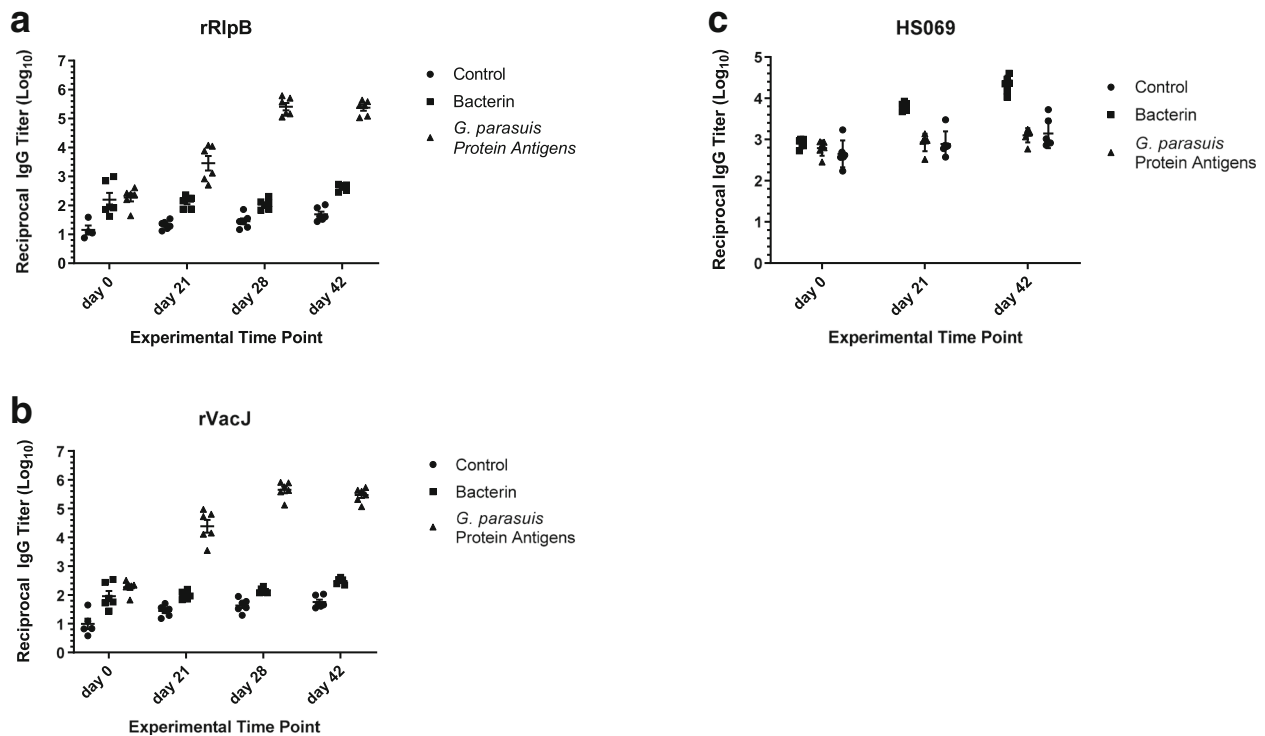 a
rRlpB
Reciprocal IgG Titer (Log10)
7
6
5
4
3
2
1
0
day 0
day 21
day 28
day 42
Experimental Time Point
Control
Bacterin
G. parasuis
Protein Antigens
c
HS069
Reciprocal IgG Titer (Log10)
5
4
3
2
1
0
day 0
day 21
day 42
Experimental Time Point
Control
Bacterin
G. parasuis
Protein Antigens
b
rVacJ
Reciprocal IgG Titer (Log10)
7
6
5
4
3
2
1
0
day 0
day 21
day 28
day 42
Experimental Time Point
Control
Bacterin
G. parasuis
Protein Antigens